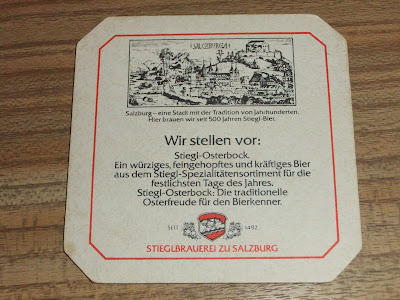 SALCZBURGA
Salzburg – eine Stadt mit der Tradition von Jahrhunderten.
Hier brauen wir seit 500 Jahren Stiegl-Bier.
Wir stellen vor:
Stiegl-Osterbock.
Ein würziges, feingehopftes und kräftiges Bier
aus dem Stiegl-Spezialitätensortiment für die
festlichsten Tage des Jahres.
Stiegl-Osterbock: Die traditionelle
Osterfreude für den Bierkenner.
SEIT 1492
STIEGLBRAUEREI ZU SALZBURG